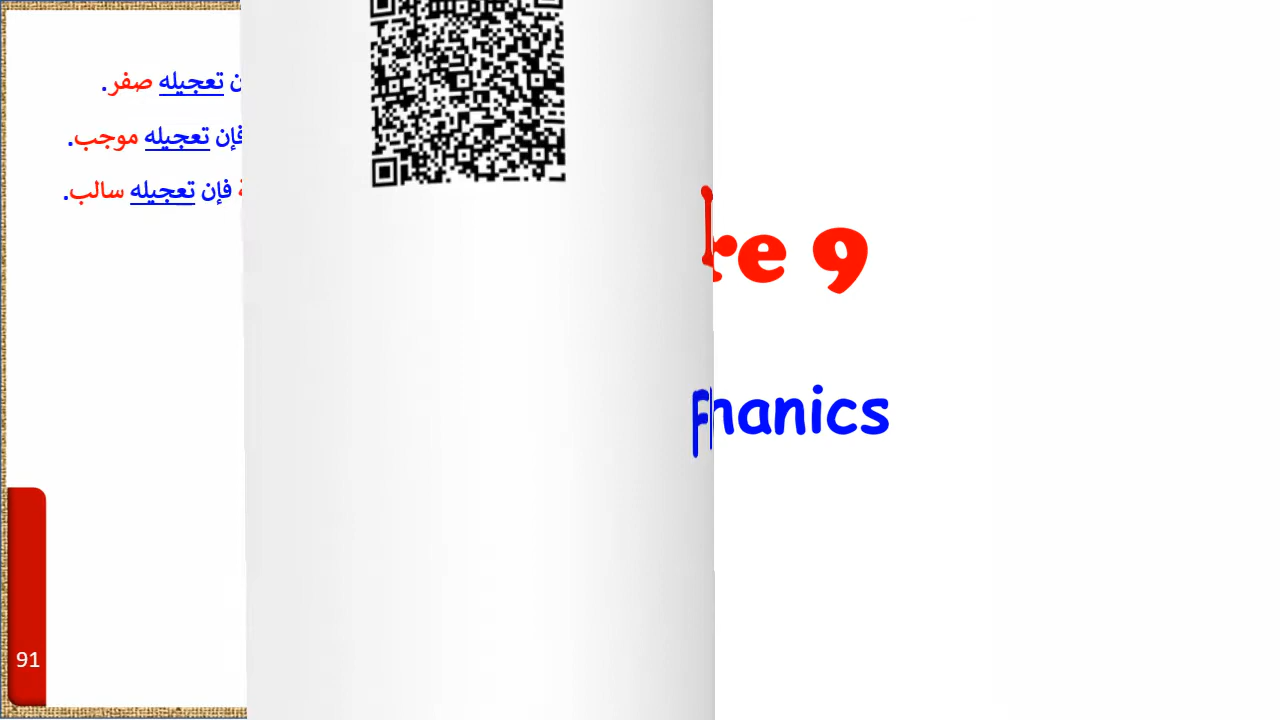 تعجيله صفر.
فإن تعجيله موجب.
فإن تعجيله سالب.
re 9
hanics
91